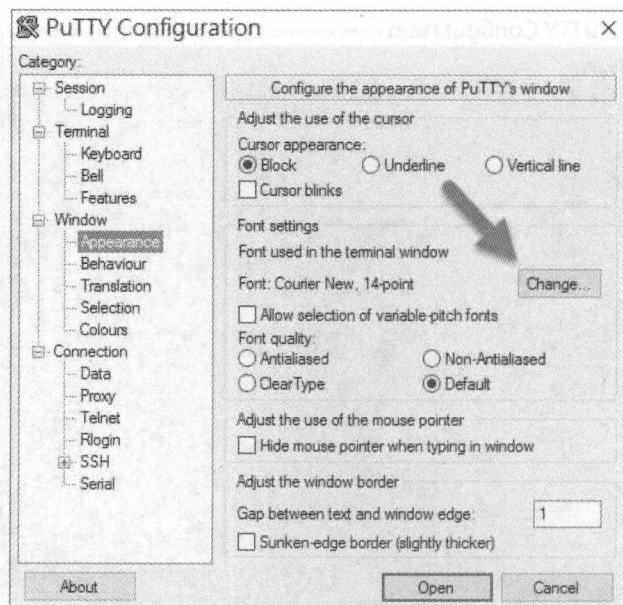 PuTTY Configuration
Category:
Session
Logging
Terminal
Keyboard
Bell
Features
Window
Appearance
Behaviour
Translation
Selection
Colours
Connection
Data
Proxy
Telnet
Rlogin
SSH
Serial
Configure the appearance of PuTTY's window
Adjust the use of the cursor
Cursor appearance:
Block Underline Vertical line
Cursor blinks
Font settings
Font used in the terminal window
Font: Courier New, 14-point Change...
Allow selection of variable-pitch fonts
Font quality:
Antialiased Non-Antialiased
ClearType Default
Adjust the use of the mouse pointer
Hide mouse pointer when typing in window
Adjust the window border
Gap between text and window edge: 1
Sunken-edge border (slightly thicker)
About Open Cancel